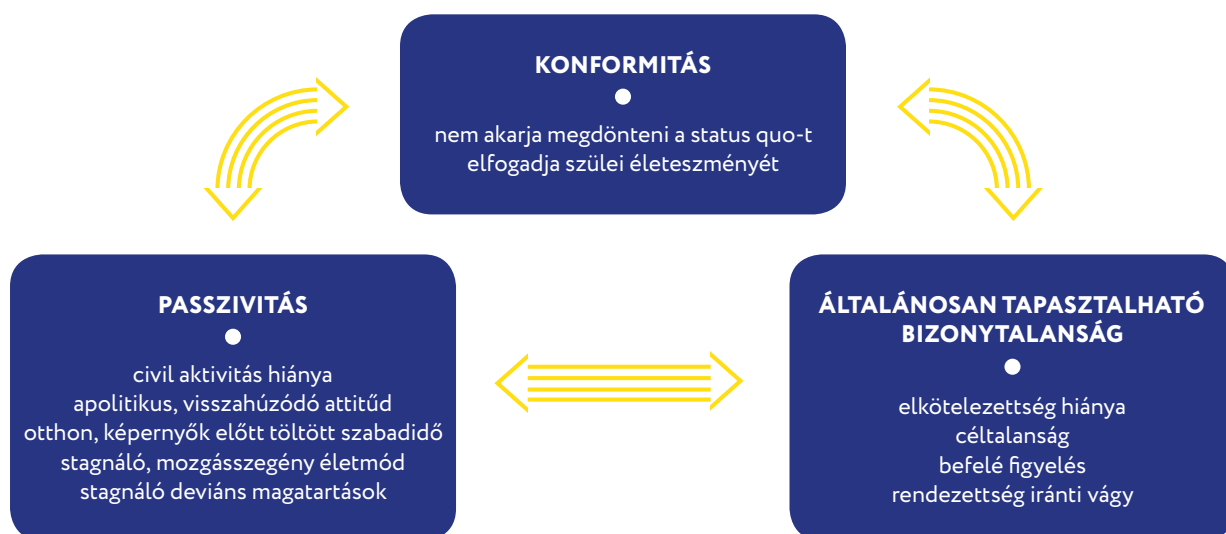 KONFORMITÁS
nem akarja megdönteni a status quo-t
elfogadja szülei életeszményét
PASSZIVITÁS
civil aktivitás hiánya
apolitikus, visszahúzódó attitűd
otthon, képernyők előtt töltött szabadidő
stagnáló, mozgásszegény életmód
stagnáló deviáns magatartások
ÁLTALÁNOSAN TAPASZTALHATÓ
BIZONYTALANSÁG
elkötelezettség hiánya
céltalanság
befelé figyelés
rendezettség iránti vágy